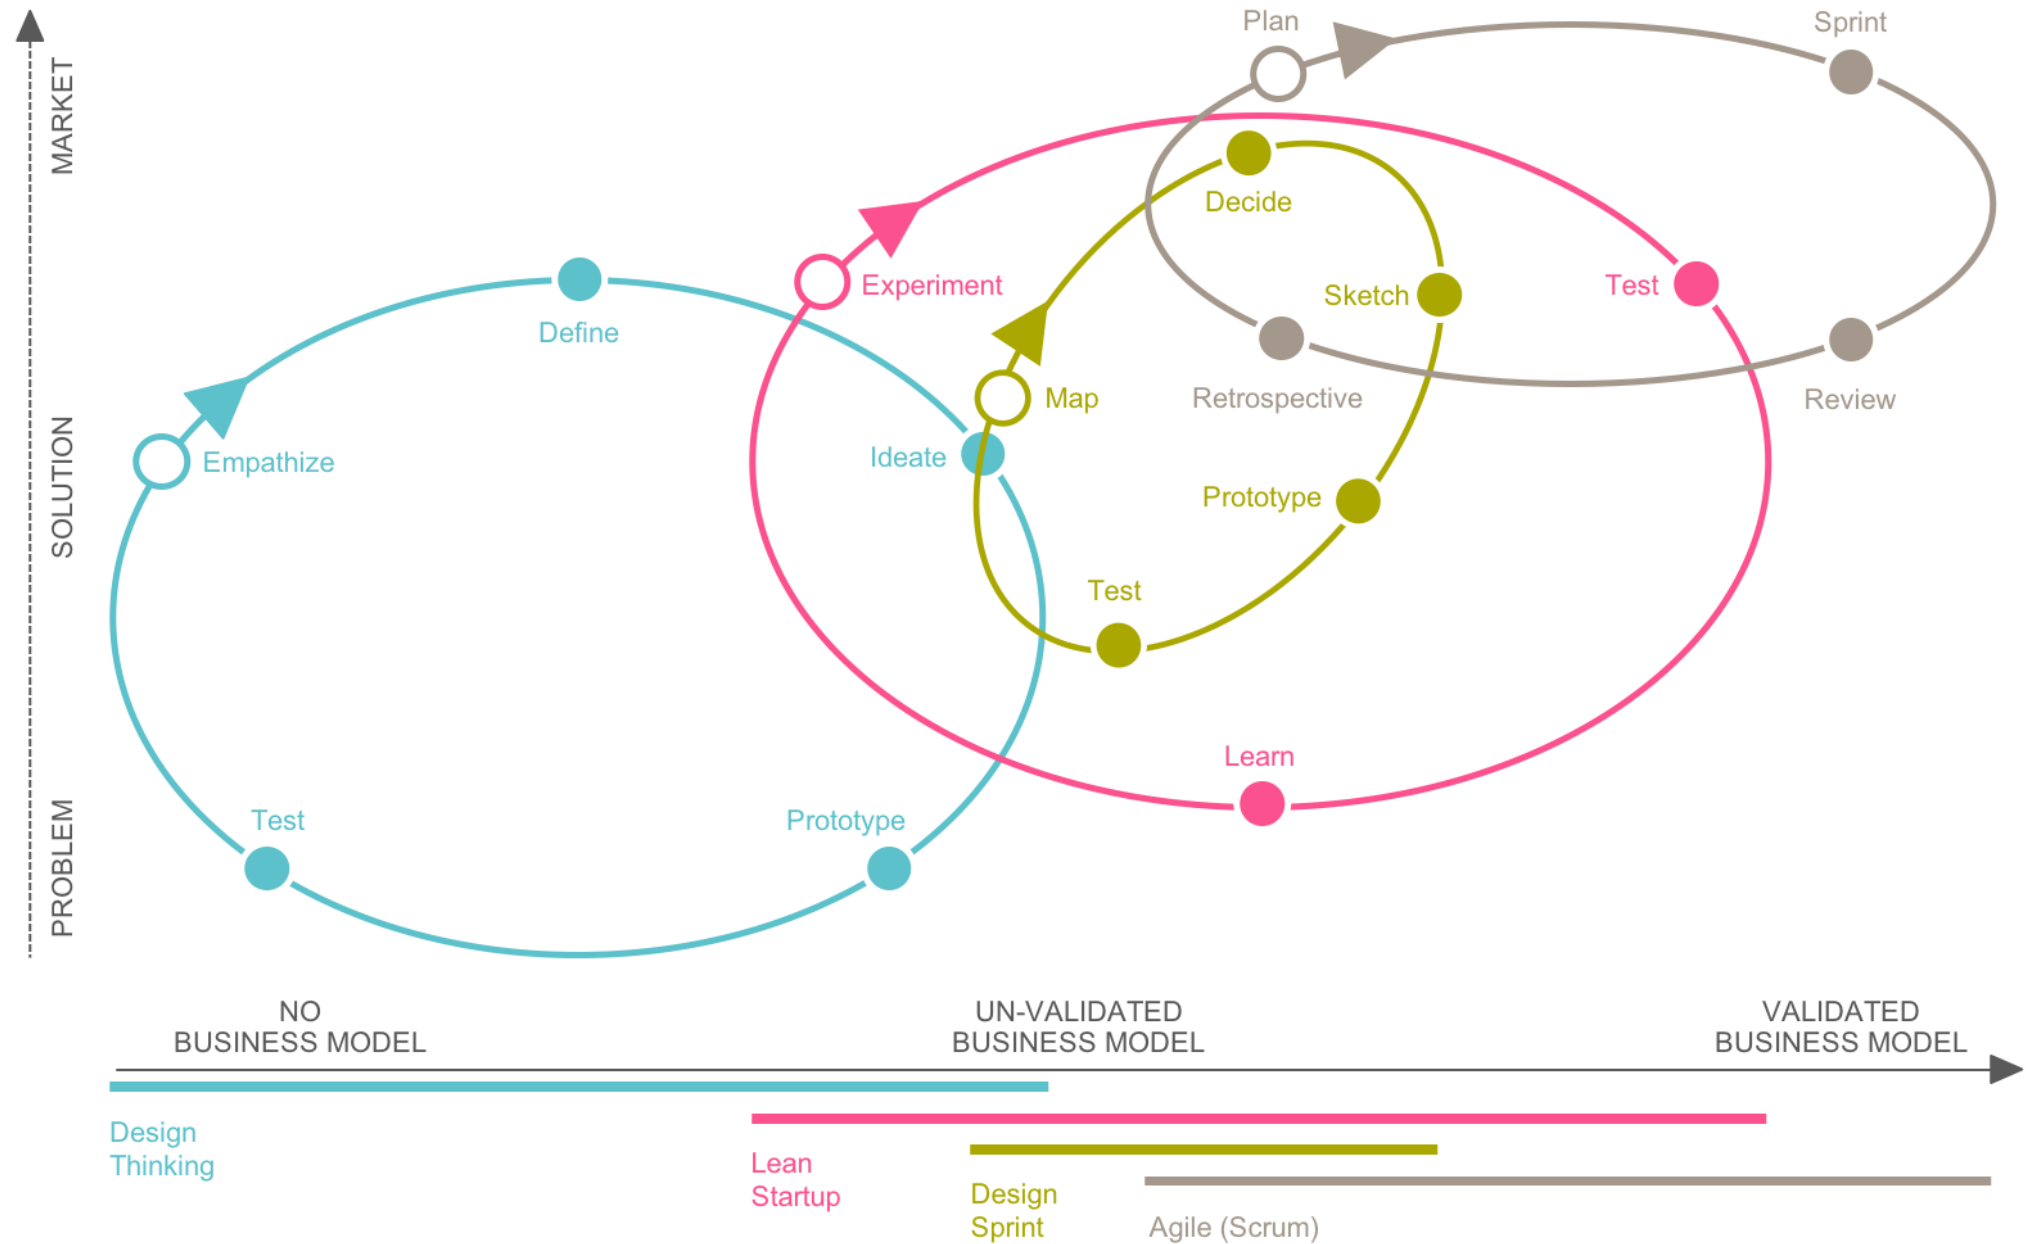 Plan
Sprint
MARKET
Decide
Experiment
Sketch
Test
Define
Map
Retrospective
Review
Ideate
Empathize
SOLUTION
Prototype
Test
Learn
Test
Prototype
PROBLEM
NO
BUSINESS MODEL
UN-VALIDATED
BUSINESS MODEL
VALIDATED
BUSINESS MODEL
Design
Thinking
Lean
Startup
Design
Sprint
Agile (Scrum)